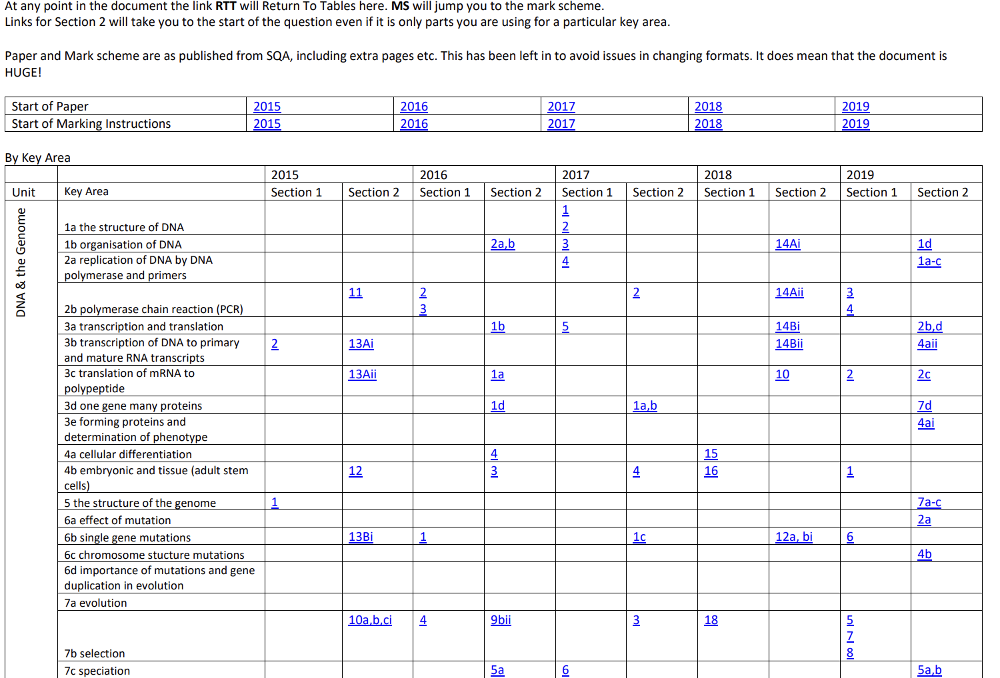 At any point in the document the link RTT will Return To Tables here. MS will jump you to the mark scheme.
Links for Section 2 will take you to the start of the question even if it is only parts you are using for a particular key area.
Paper and Mark scheme are as published from SQA, including extra pages etc. This has been left in to avoid issues in changing formats. It does mean that the document is
HUGE!
Start of Paper 2015 2016 2017 2018 2019
Start of Marking Instructions 2015 2016 2017 2018 2019
By Key Area
2015 2016 2017 2018 2019
Unit Key Area Section 1 Section 2 Section 1 Section 2 Section 1 Section 2 Section 1 Section 2 Section 1 Section 2
DNA & the Genome
1
1a the structure of DNA 2
1b organisation of DNA 2a,b 3 14Ai 1d
2a replication of DNA by DNA 4 1a-c
polymerase and primers
11 2 2 14Aii 3
2b polymerase chain reaction (PCR) 3 4
3a transcription and translation 1b 5 14Bi 2b,d
3b transcription of DNA to primary 2 13Ai 14Bii 4aii
and mature RNA transcripts
3c translation of mRNA to 13Aii 1a 10 2 2c
polypeptide
3d one gene many proteins 1d 1a,b 7d
3e forming proteins and 4ai
determination of phenotype
4a cellular differentiation 4 15
4b embryonic and tissue (adult stem 12 3 4 16 1
cells)
5 the structure of the genome 1 7a-c
6a effect of mutation 2a
6b single gene mutations 13Bi 1 1c 12a, bi 6
6c chromosome stucture mutations 4b
6d importance of mutations and gene
duplication in evolution
7a evolution
10a,b,ci 4 9bii 3 18 5
7
7b selection 8
7c speciation 5a 6 5a,b